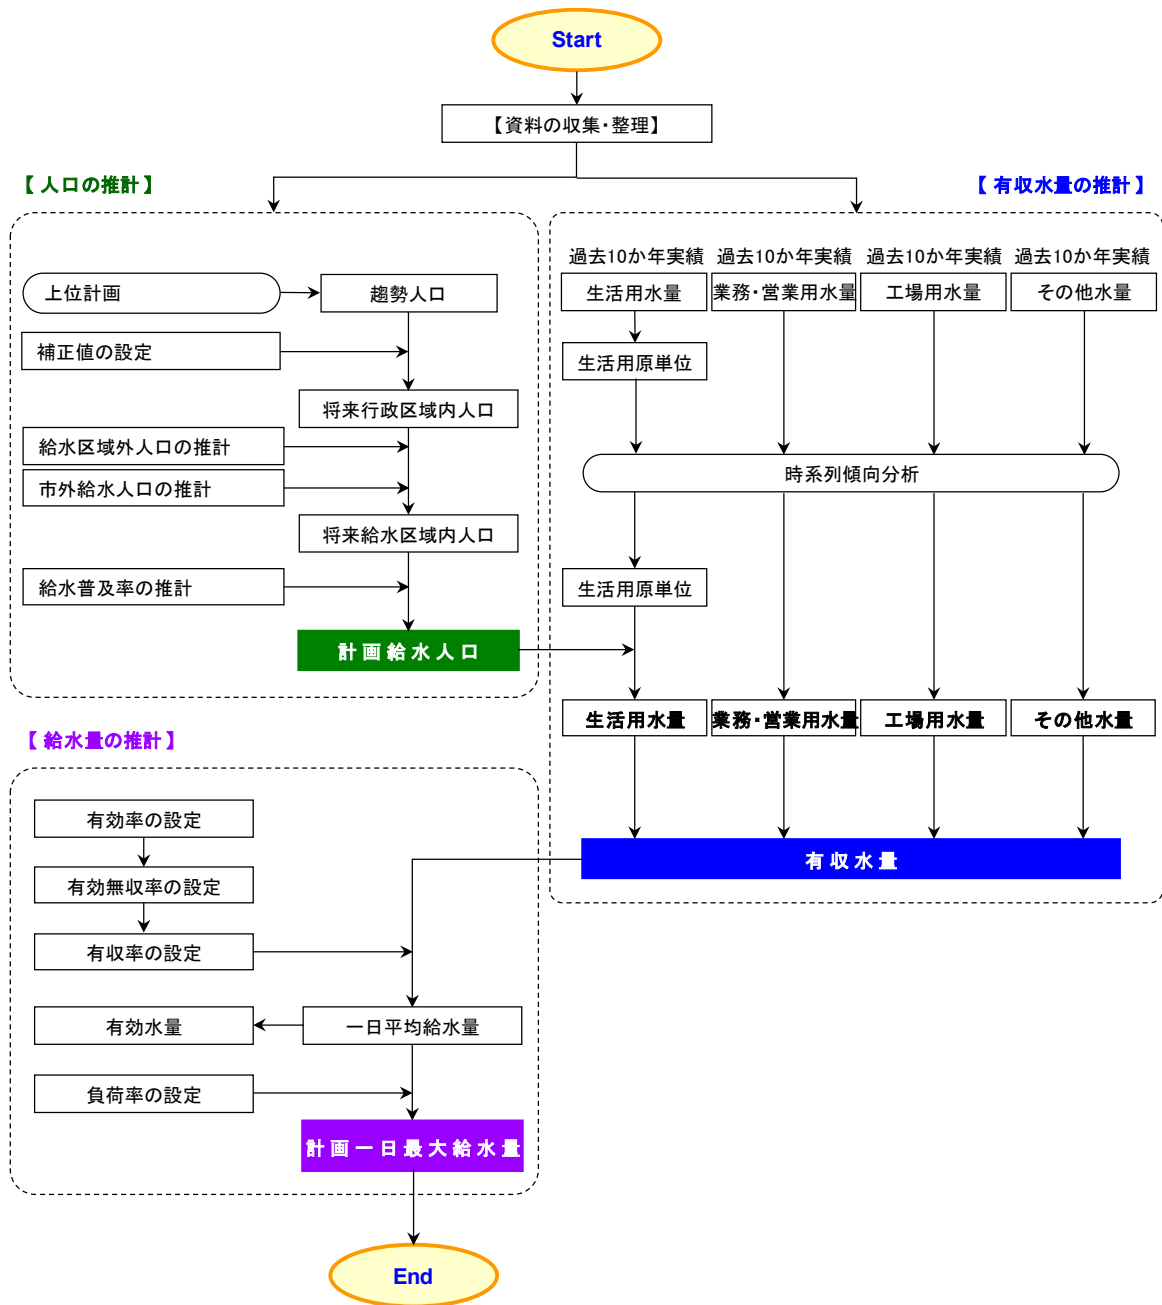 Start
【資料の収集・整理】
【 人口の推計 】
上位計画
趨勢人口
補正値の設定
将来行政区域内人口
給水区域外人口の推計
市外給水人口の推計
将来給水区域内人口
給水普及率の推計
計画給水人口
【 有収水量の推計 】
過去10か年実績 過去10か年実績 過去10か年実績 過去10か年実績
生活用水量 業務・営業用水量 工場用水量 その他水量
生活用原単位
時系列傾向分析
生活用原単位
生活用水量 業務・営業用水量 工場用水量 その他水量
有収水量
【 給水量の推計 】
有効率の設定
有効無収率の設定
有収率の設定
有効水量
一日平均給水量
負荷率の設定
計画一日最大給水量
End